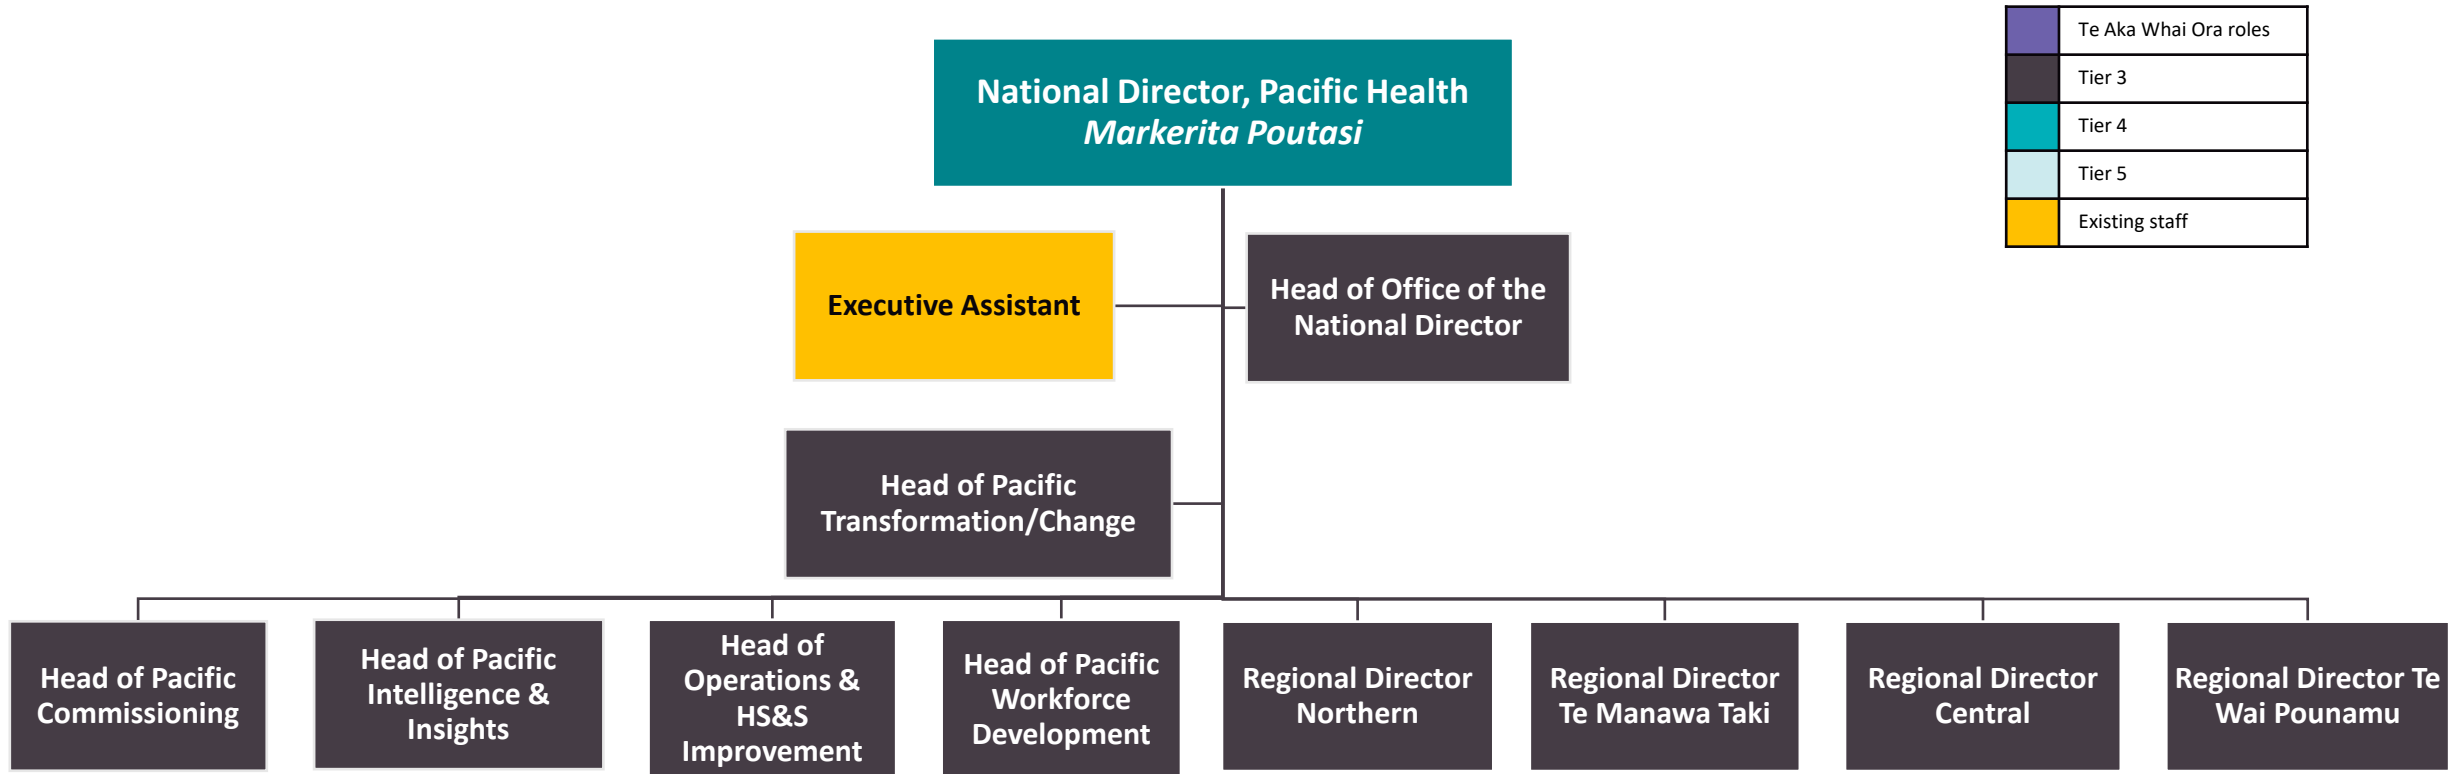 Te Aka Whai Ora roles
Tier 3
Tier 4
Tier 5
Existing staff
National Director, Pacific Health
Markerita Poutasi
Executive Assistant
Head of Office of the
National Director
Head of Pacific
Transformation/Change
Head of Pacific
Commissioning
Head of Pacific
Intelligence &
Insights
Head of
Operations &
HS&S
Improvement
Head of Pacific
Workforce
Development
Regional Director
Northern
Regional Director
Te Manawa Taki
Regional Director
Central
Regional Director Te
Wai Pounamu